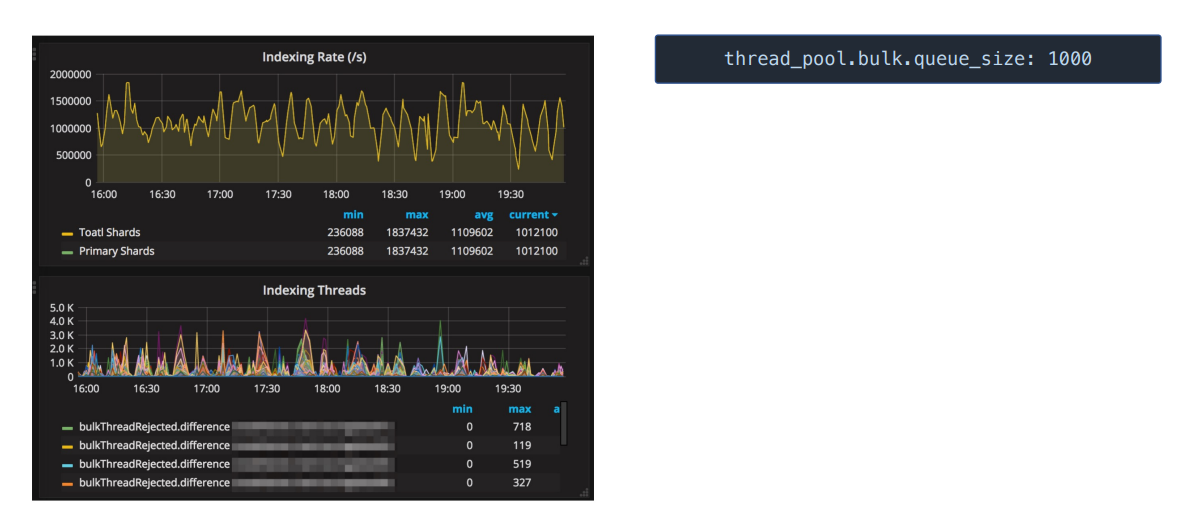 Indexing Rate (/s)
2000000
1500000
1000000
500000
0
16:00 16:30 17:00 17:30 18:00 18:30 19:00 19:30
min max avg current
Toatl Shards 236088 1837432 1109602 1012100
Primary Shards 236088 1837432 1109602 1012100
Indexing Threads
5.0 K
4.0 K
3.0 K
2.0 K
1.0 K
0
16:00 16:30 17:00 17:30 18:00 18:30 19:00 19:30
min max a
bulkThreadRejected.difference 0 718
bulkThreadRejected.difference 0 119
bulkThreadRejected.difference 0 519
bulkThreadRejected.difference 0 327
thread_pool.bulk.queue_size: 1000